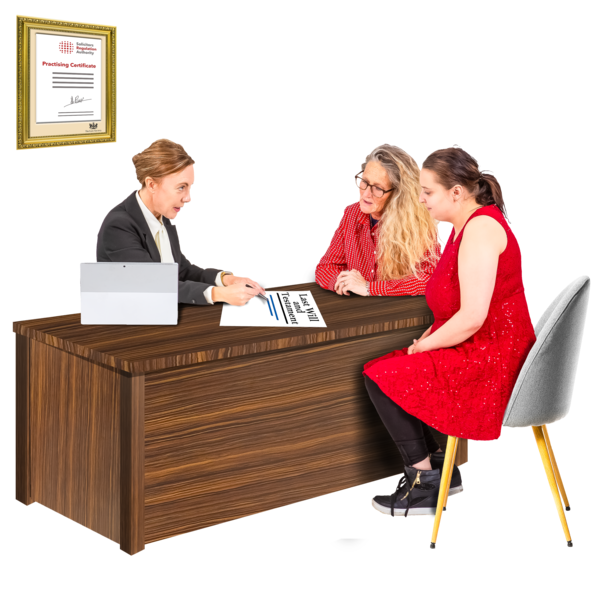 Solicitors
Regulation
Authority
Practising Certificate
Last Will
and
Testament